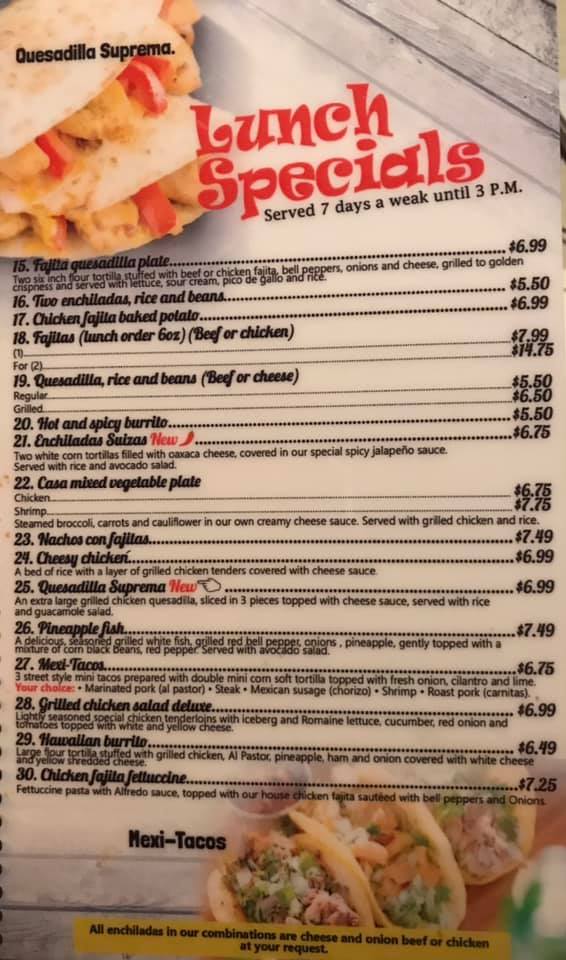 Quesadilla Suprema.
Lunch
Specials
Served 7 days a weak until 3 P.M.
15. Fajita quesadilla plate....$6.99
Two six inch flour tortilla stuffed with beef or chicken fajita, bell peppers, onions and cheese, grilled to golden
crispness and served with lettuce, sour cream, pico de gallo and rice.
16. Two enchiladas, rice and beans....$5.50
17. Chicken fajita baked potato....$6.99
18. Fajitas (lunch order 6oz) (Beef or chicken)
(1)....$7.99
For (2)....$14.75
19. Quesadilla, rice and beans (Beef or cheese)
Regular....$5.50
Grilled....$6.50
20. Hot and spicy burrito....$5.50
21. Enchiladas Suizas New....$6.75
Two white corn tortillas filled with oaxaca cheese, covered in our special spicy jalapeño sauce.
Served with rice and avocado salad.
22. Casa mixed vegetable plate
Chicken....$6.75
Shrimp....$7.75
Steamed broccoli, carrots and cauliflower in our own creamy cheese sauce. Served with grilled chicken and rice.
23. Nachos con fajitas....$7.49
24. Cheesy chicken....$6.99
A bed of rice with a layer of grilled chicken tenders covered with cheese sauce.
25. Quesadilla Suprema New....$6.99
An extra large grilled chicken quesadilla, sliced in 3 pieces topped with cheese sauce, served with rice
and guacamole salad.
26. Pineapple fish....$7.49
A delicious, seasoned grilled white fish, grilled red bell pepper, onions , pineapple, gently topped with a
mixture of corn black beans, red pepper. Served with avocado salad.
27. Mexi-Tacos....$6.75
3 street style mini tacos prepared with double mini corn soft tortilla topped with fresh onion, cilantro and lime.
Your choice: • Marinated pork (al pastor) • Steak • Mexican susage (chorizo) • Shrimp • Roast pork (carnitas).
28. Grilled chicken salad deluxe....$6.99
Lightly seasoned special chicken tenderloins with iceberg and Romaine lettuce, cucumber, red onion and
tomatoes topped with white and yellow cheese.
29. Hawaiian burrito....$6.49
Large flour tortilla stuffed with grilled chicken, Al Pastor, pineapple, ham and onion covered with white cheese
and yellow shredded cheese.
30. Chicken fajita fettuccine....$7.25
Fettuccine pasta with Alfredo sauce, topped with our house chicken fajita sautéed with bell peppers and Onions.
Mexi-Tacos
All enchiladas in our combinations are cheese and onion beef or chicken
at your request.